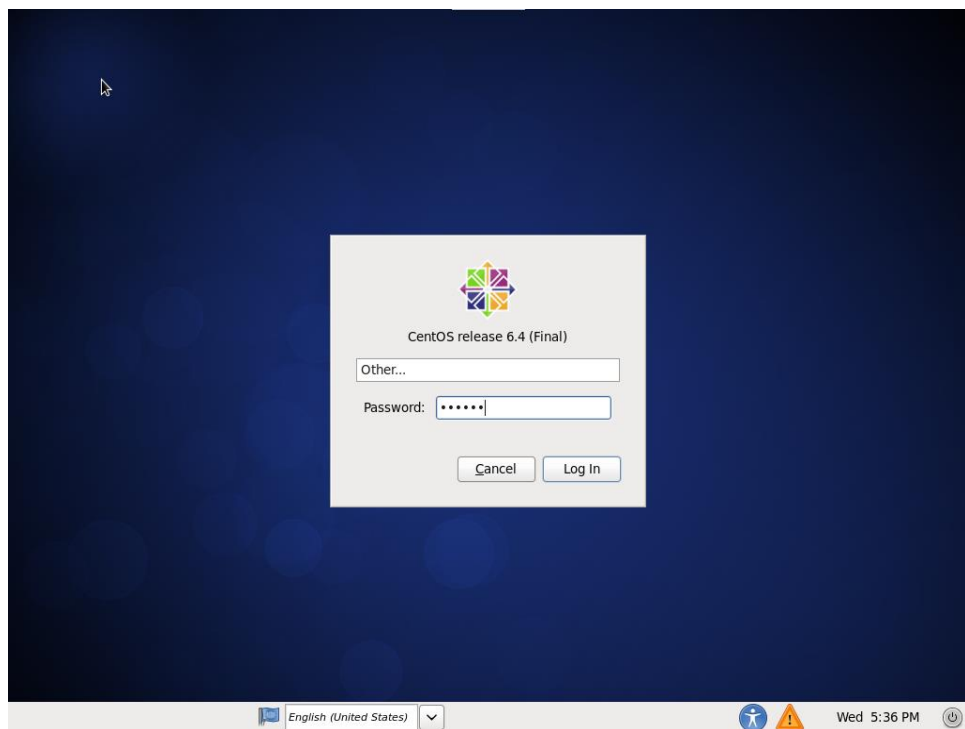 CentOS release 6.4 (Final)
Other...
Password: ••••••
Cancel Log In
English (United States) Wed 5:36 PM